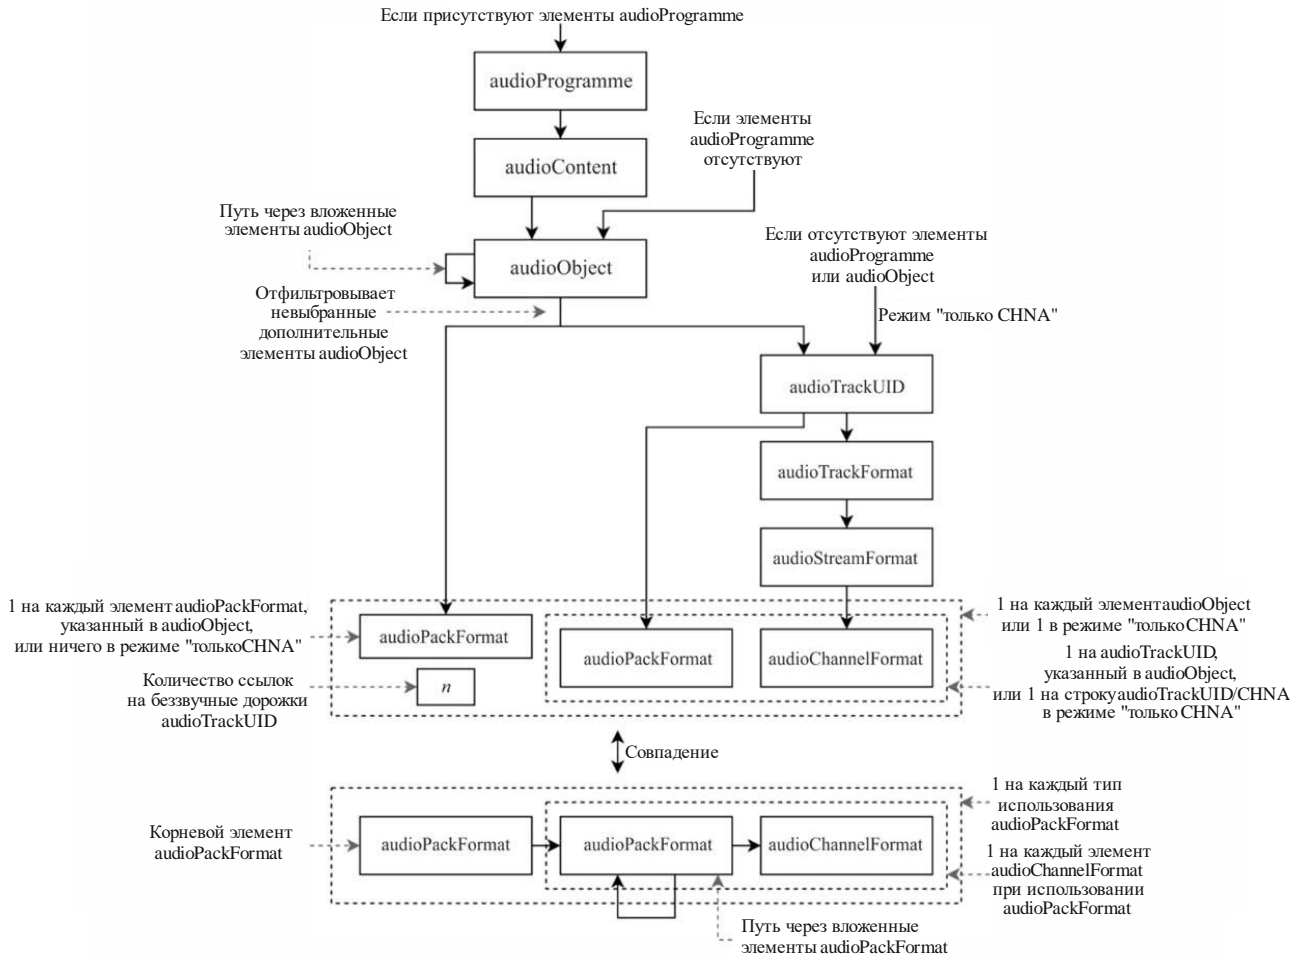 Если присутствуют элементы audioProgramme
audioProgramme
Если элементы
audioProgramme
отсутствуют
audioContent
Путь через вложенные
элементы audioObject
Если отсутствуют элементы
audioProgramme
или audioObject
audioObject
Отфильтровывает
невыбранные
дополнительные
элементы audioObject
Режим "только CHNA"
audioTrackUID
audioTrackFormat
audioStreamFormat
1 на каждый элемент audioPackFormat,
указанный в audioObject,
или ничего в режиме "только CHNA"
audioPackFormat
audioPackFormat
audioChannelFormat
1 на каждый элемент audioObject
или 1 в режиме "только CHNA"
1 на audioTrackUID,
указанный в audioObject,
или 1 на строку audioTrackUID/CHNA
в режиме "только CHNA"
Количество ссылок
на беззвучные дорожки
audioTrackUID
n
Совпадение
Корневой элемент
audioPackFormat
audioPackFormat
audioPackFormat
audioChannelFormat
1 на каждый тип
использования
audioPackFormat
1 на каждый элемент
audioChannelFormat
при использовании
audioPackFormat
Путь через вложенные
элементы audioPackFormat